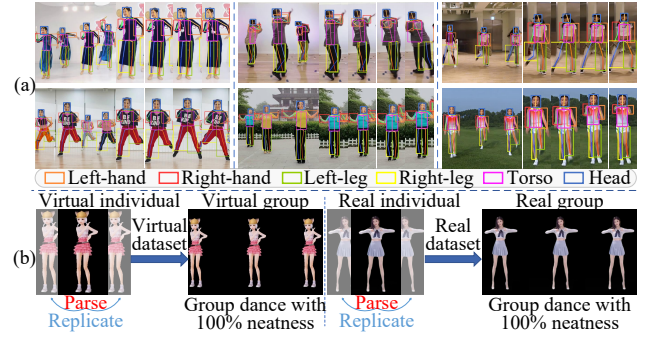 (a)
Left-hand Right-hand Left-leg Right-leg Torso Head
Virtual individual Virtual group Real individual Real group
Virtual dataset
Real dataset
(b)
Parse
Replicate
Group dance with 100% neatness
Parse
Replicate
Group dance with 100% neatness